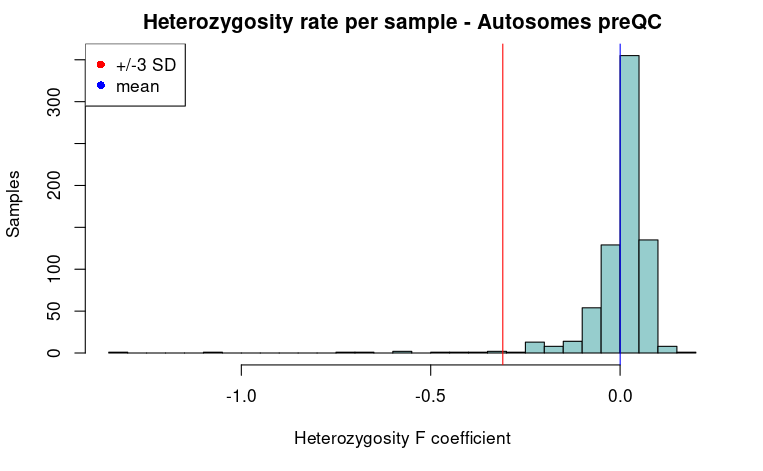 Heterozygosity rate per sample - Autosomes preQC
+/-3 SD
mean
Samples
300
200
100
50
0
-1.0
-0.5
0.0
Heterozygosity F coefficient